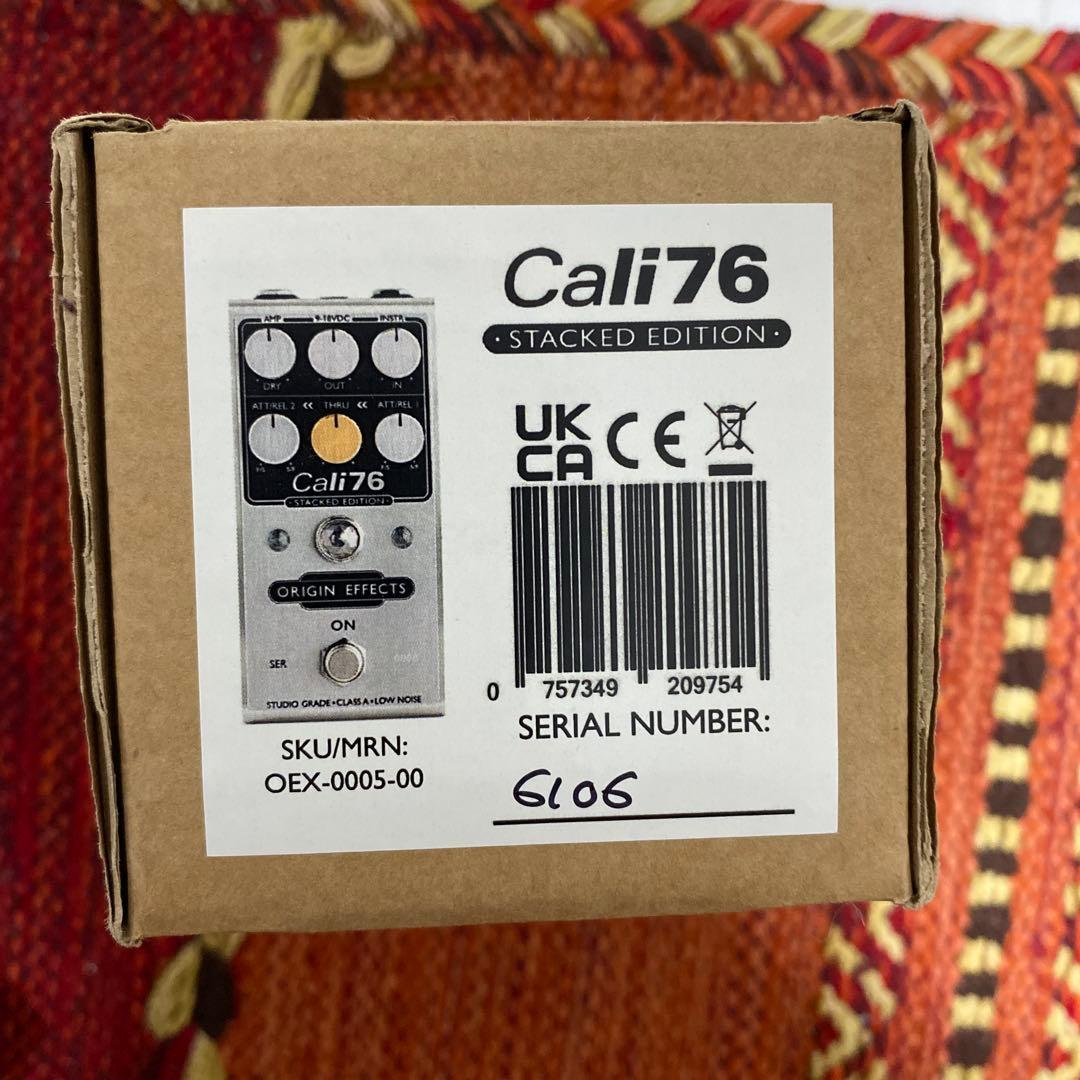 Cali76
• STACKED EDITION •
UK
CA CE
0 757349 209754
SERIAL NUMBER:
6106
AMP 9-18VDC INSTR
DRY OUT IN
ATT/REL 2 << THRU << ATT/REL 1
Cali76
• STACKED EDITION •
ORIGIN EFFECTS
ON
SER
STUDIO GRADE • CLASS A • LOW NOISE
SKU/MRN:
OEX-0005-00